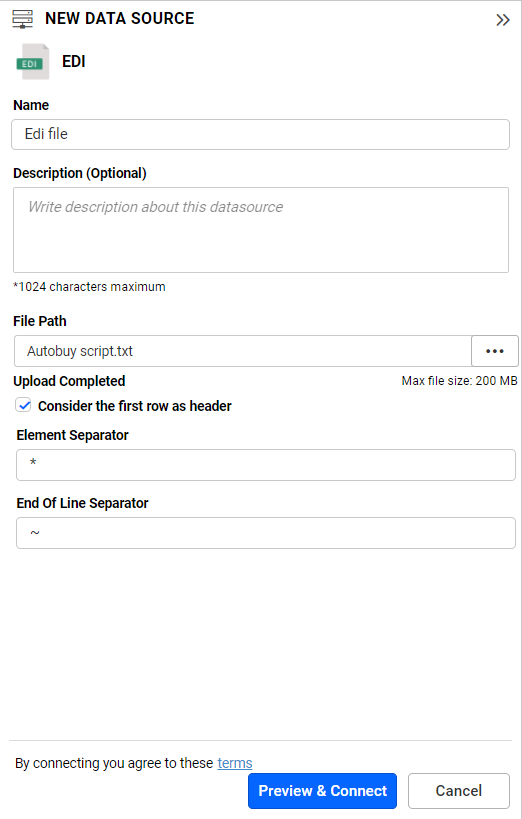 NEW DATA SOURCE
EDI
EDI
Name
Edi file
Description (Optional)
Write description about this datasource
*1024 characters maximum
File Path
Autobuy script.txt
Upload Completed Max file size: 200 MB
Consider the first row as header
Element Separator
*
End Of Line Separator
~
By connecting you agree to these terms
Preview & Connect Cancel